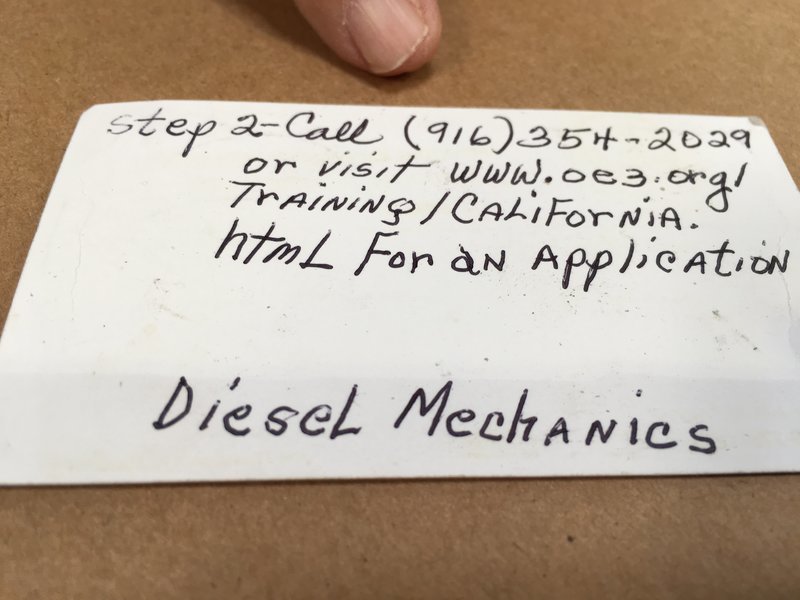 step 2-Call (916)354-2029
or visit www.oe3.org/
Training/California.
html For an Application
Diesel Mechanics